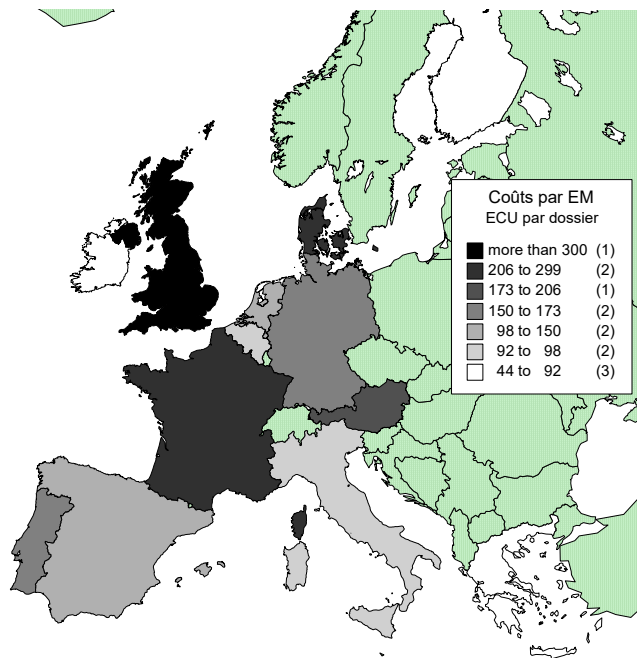 Coûts par EM
ECU par dossier
more than 300 (1)
206 to 299 (2)
173 to 206 (1)
150 to 173 (2)
98 to 150 (2)
92 to 98 (2)
44 to 92 (3)